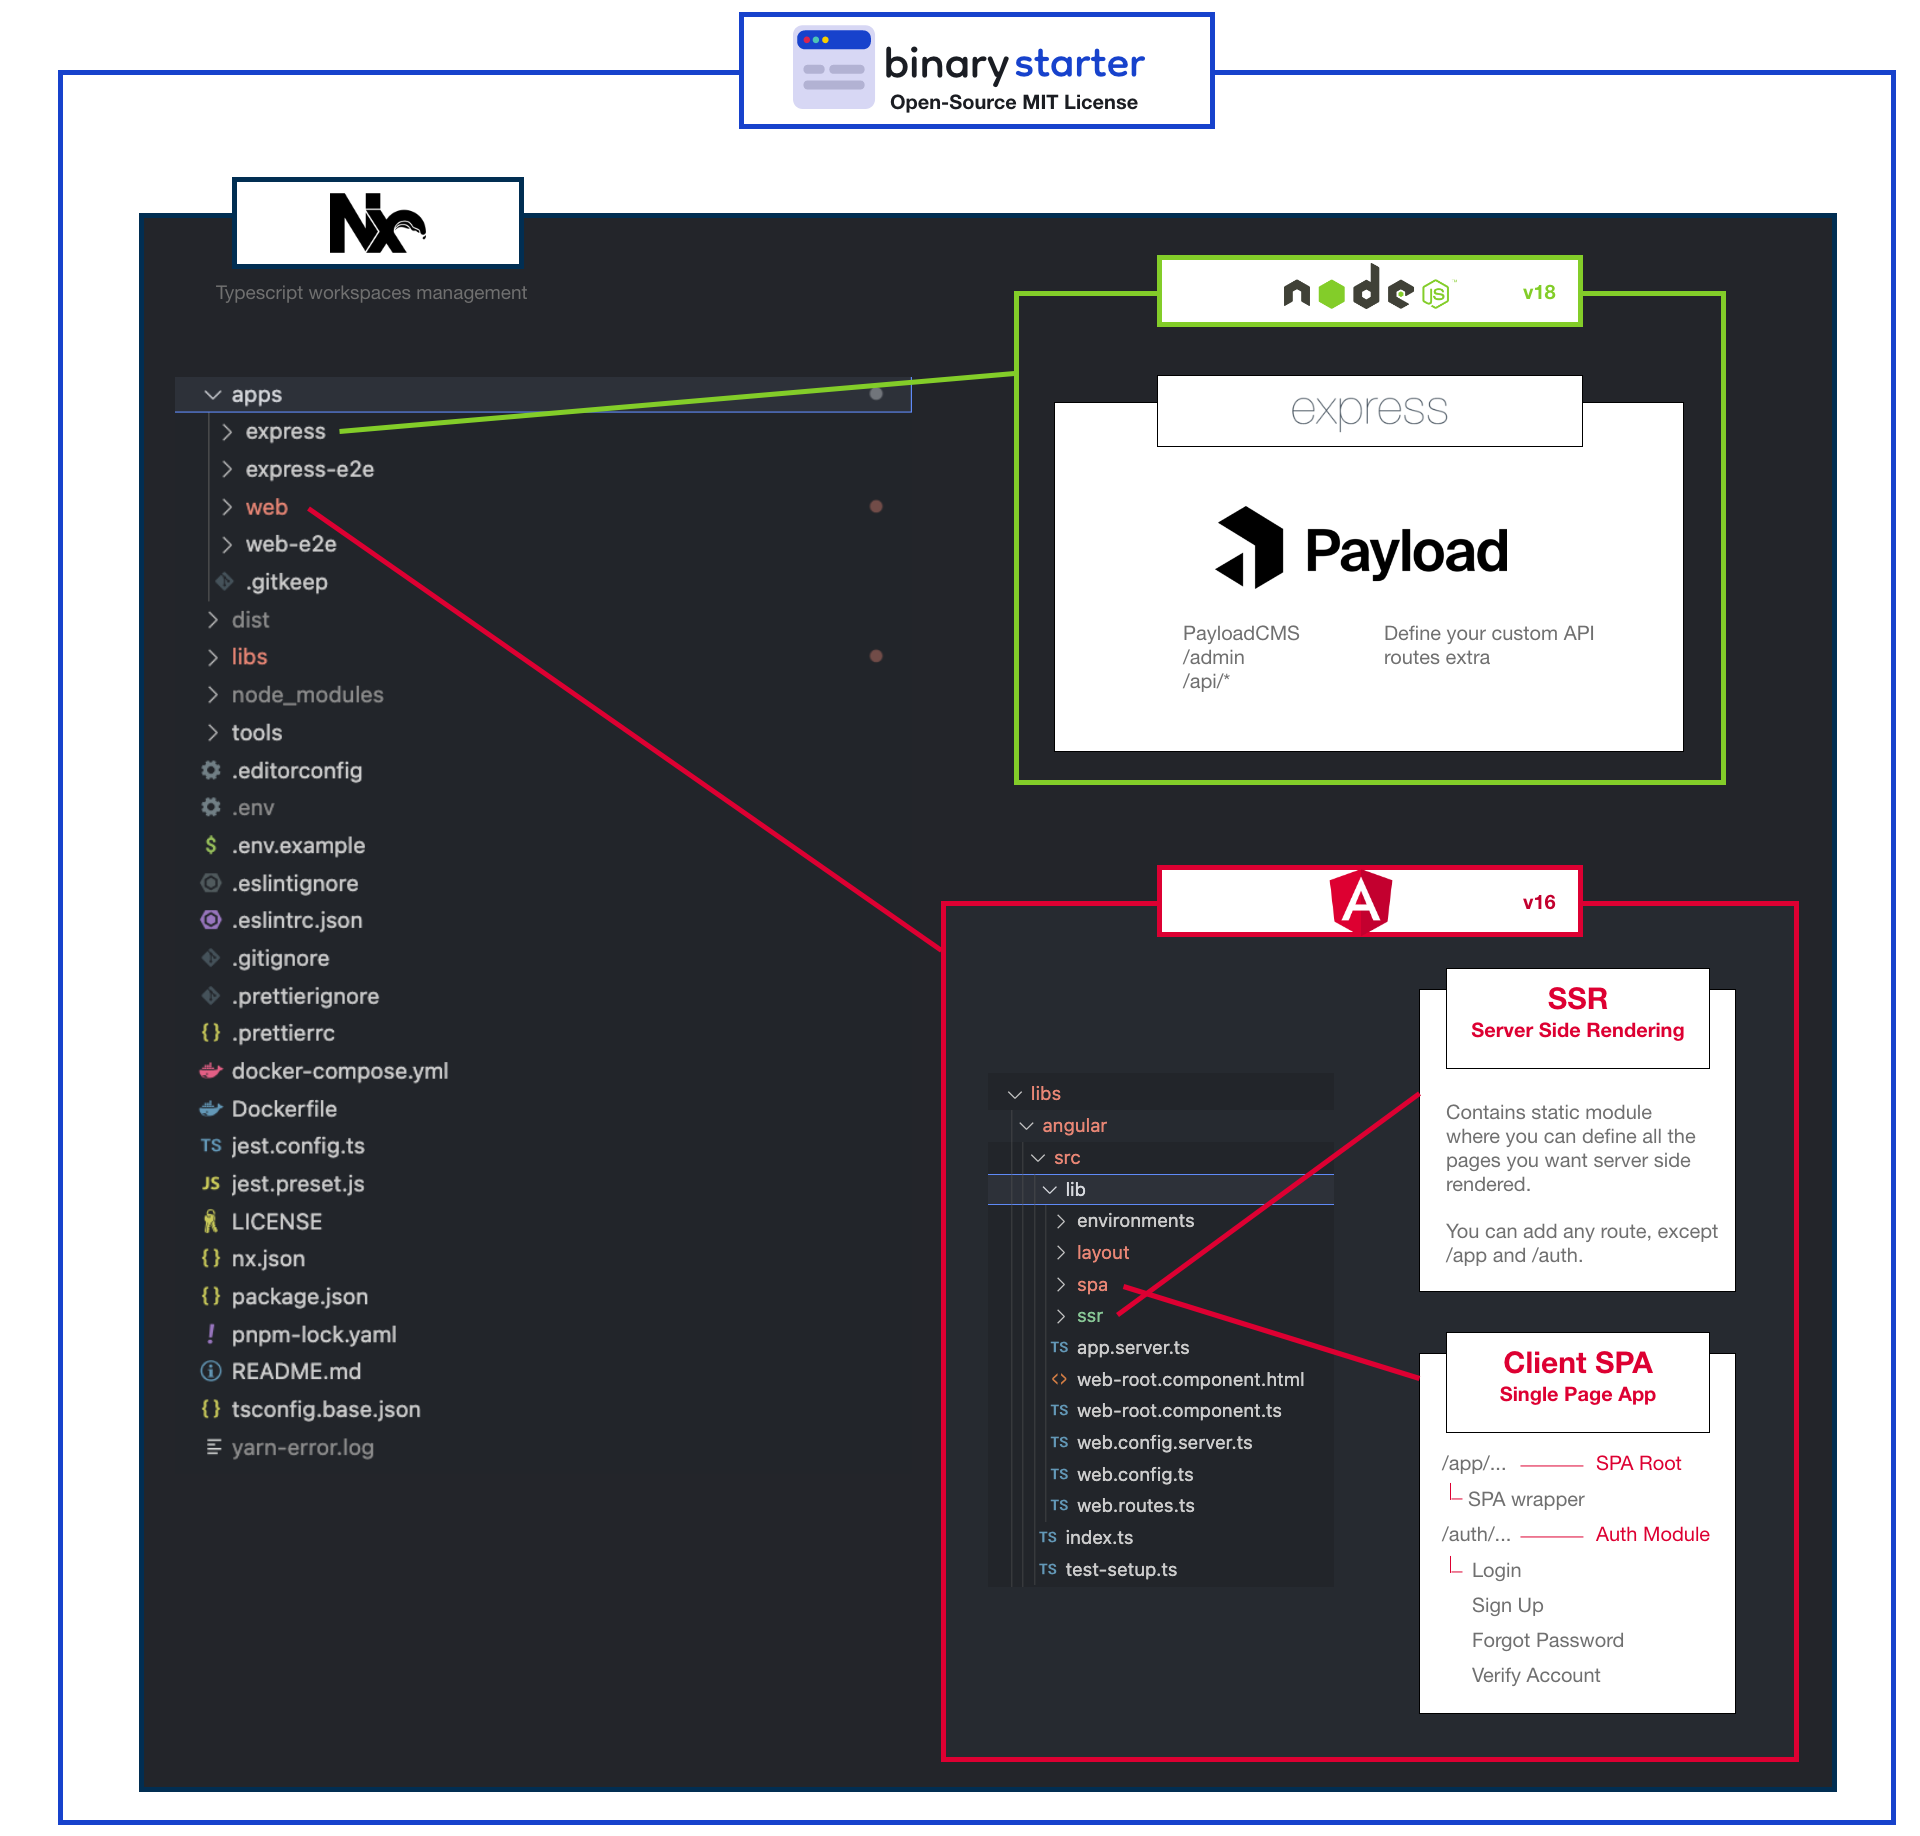 binary starter
Open-Source MIT License
Nx
Typescript workspaces management
apps
express
express-e2e
web
web-e2e
.gitkeep
dist
libs
node_modules
tools
.editorconfig
.env
$ .env.example
.eslintignore
.eslintrc.json
.gitignore
.prettierignore
{} .prettierrc
docker-compose.yml
Dockerfile
TS jest.config.ts
JS jest.preset.js
LICENSE
{} nx.json
{} package.json
! pnpm-lock.yaml
README.md
{} tsconfig.base.json
yarn-error.log
node JS v18
express
Payload
PayloadCMS
/admin
/api/*
Define your custom API
routes extra
A v16
libs
angular
src
lib
environments
layout
spa
ssr
TS app.server.ts
<> web-root.component.html
TS web-root.component.ts
TS web.config.server.ts
TS web.config.ts
TS web.routes.ts
TS index.ts
TS test-setup.ts
SSR
Server Side Rendering
Contains static module
where you can define all the
pages you want server side
rendered.
You can add any route, except
/app and /auth.
Client SPA
Single Page App
/app/... SPA Root
SPA wrapper
/auth/... Auth Module
Login
Sign Up
Forgot Password
Verify Account